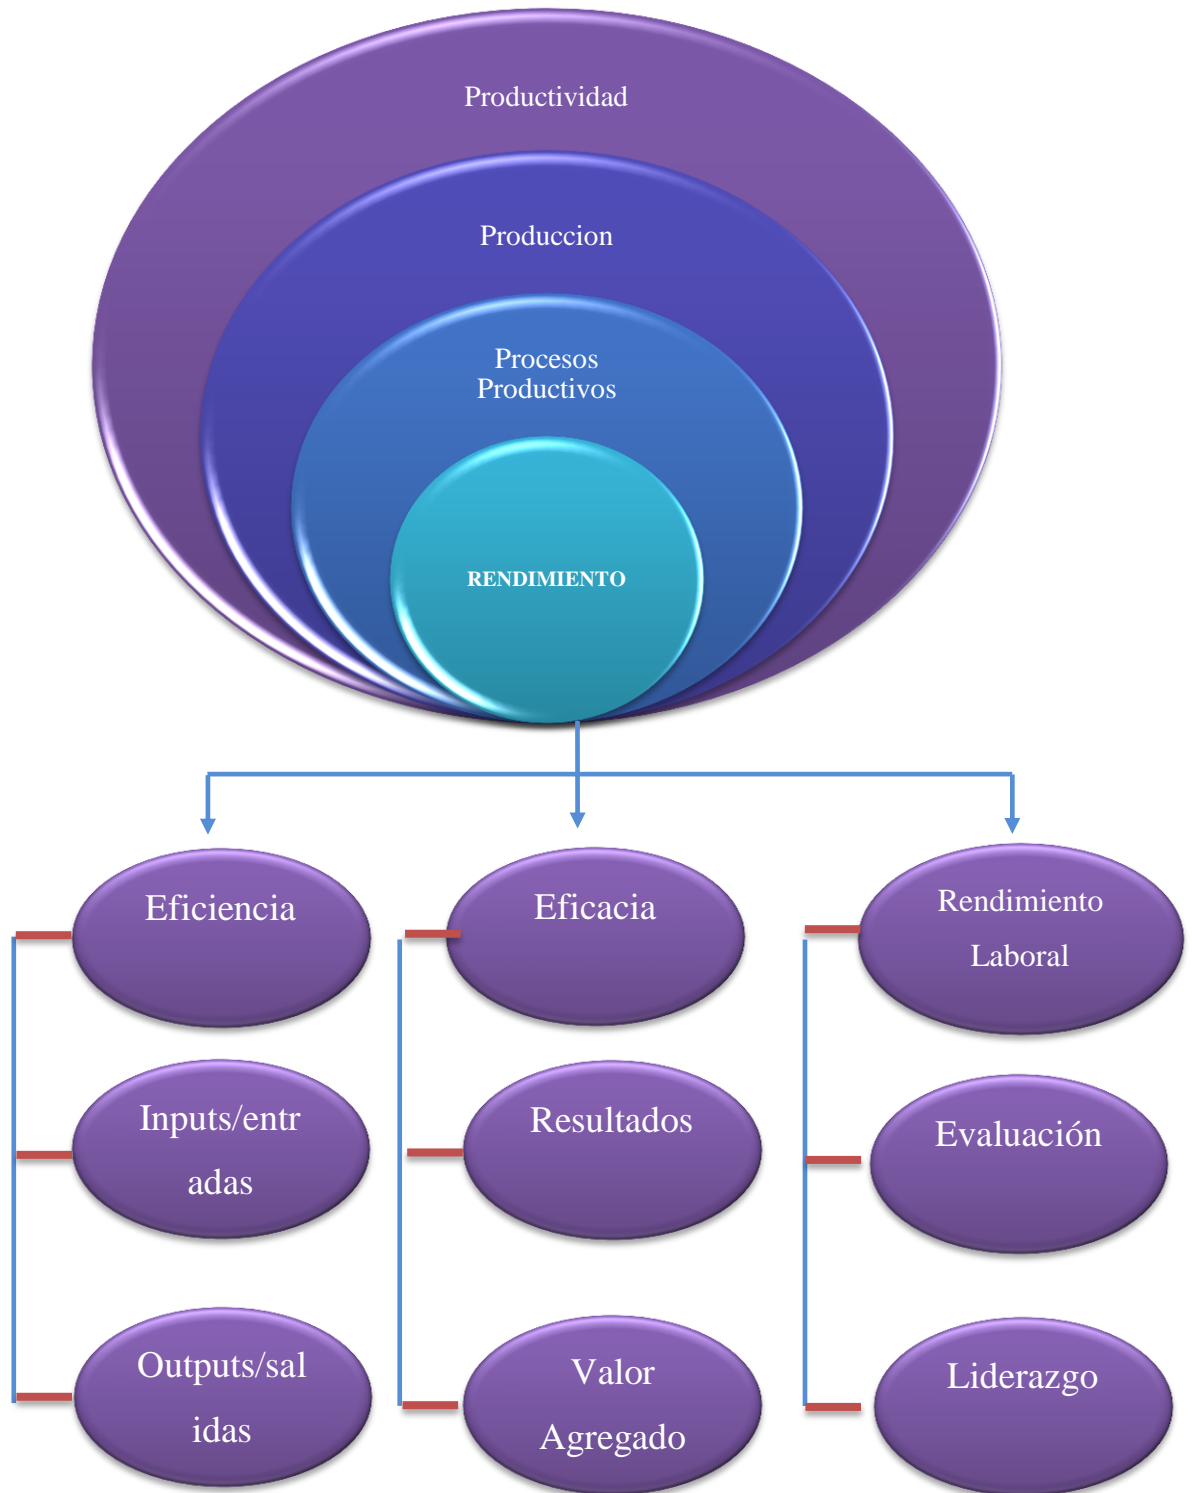 Productividad
Produccion
Procesos
Productivos
RENDIMIENTO
Eficiencia
Eficacia
Rendimiento
Laboral
Inputs/entr
adas
Resultados
Evaluación
Outputs/sal
idas
Valor
Agregado
Liderazgo